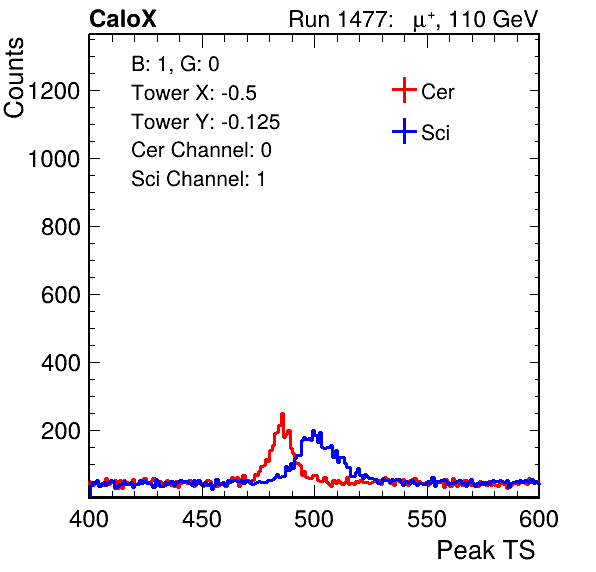 CaloX Run 1477: μ⁺, 110 GeV
Counts
B: 1, G: 0
Tower X: -0.5
Tower Y: -0.125
Cer Channel: 0
Sci Channel: 1
Cer
Sci
1200
1000
800
600
400
200
400 450 500 550 600
Peak TS